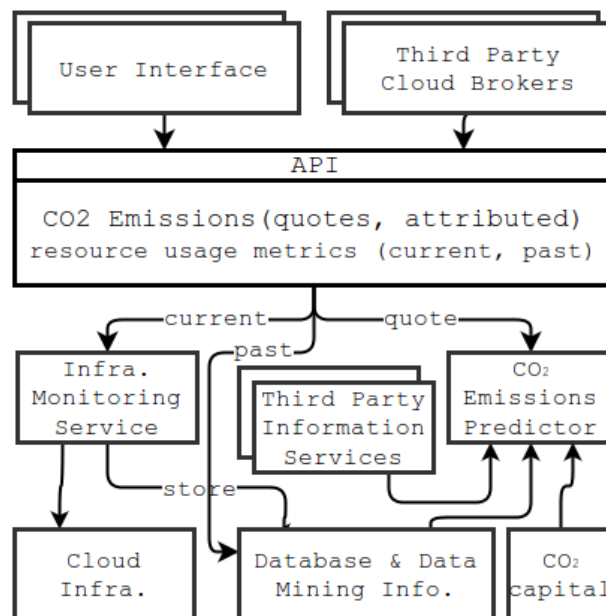 User Interface
Third Party
Cloud Brokers
API
CO2 Emissions(quotes, attributed)
resource usage metrics (current, past)
current
quote
past
Infra.
Monitoring
Service
Third Party
Information
Services
CO₂
Emissions
Predictor
store
Cloud
Infra.
Database & Data
Mining Info.
CO₂
capital